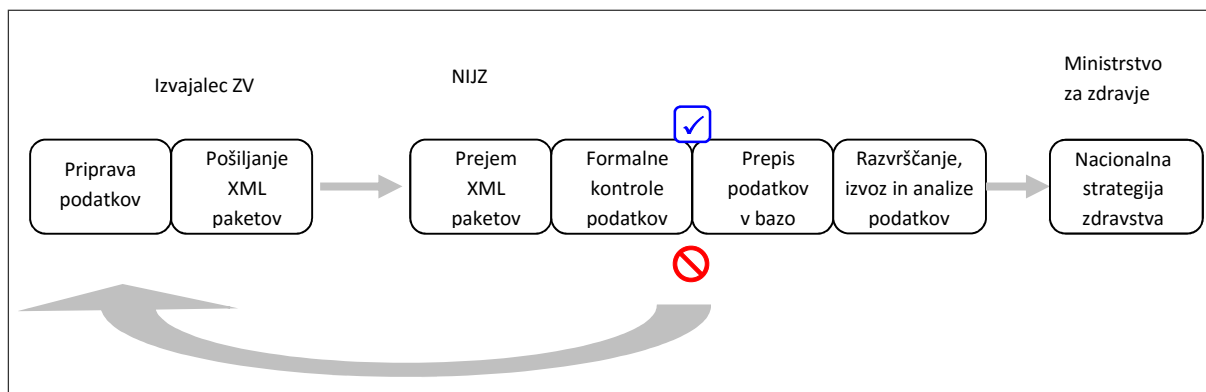 Izvajalec ZV
NIJZ
Ministrstvo
za zdravje
Priprava
podatkov
Pošiljanje
XML
paketov
Prejem
XML
paketov
Formalne
kontrole
podatkov
Prepis
podatkov
v bazo
Razvrščanje,
izvoz in analize
podatkov
Nacionalna
strategija
zdravstva